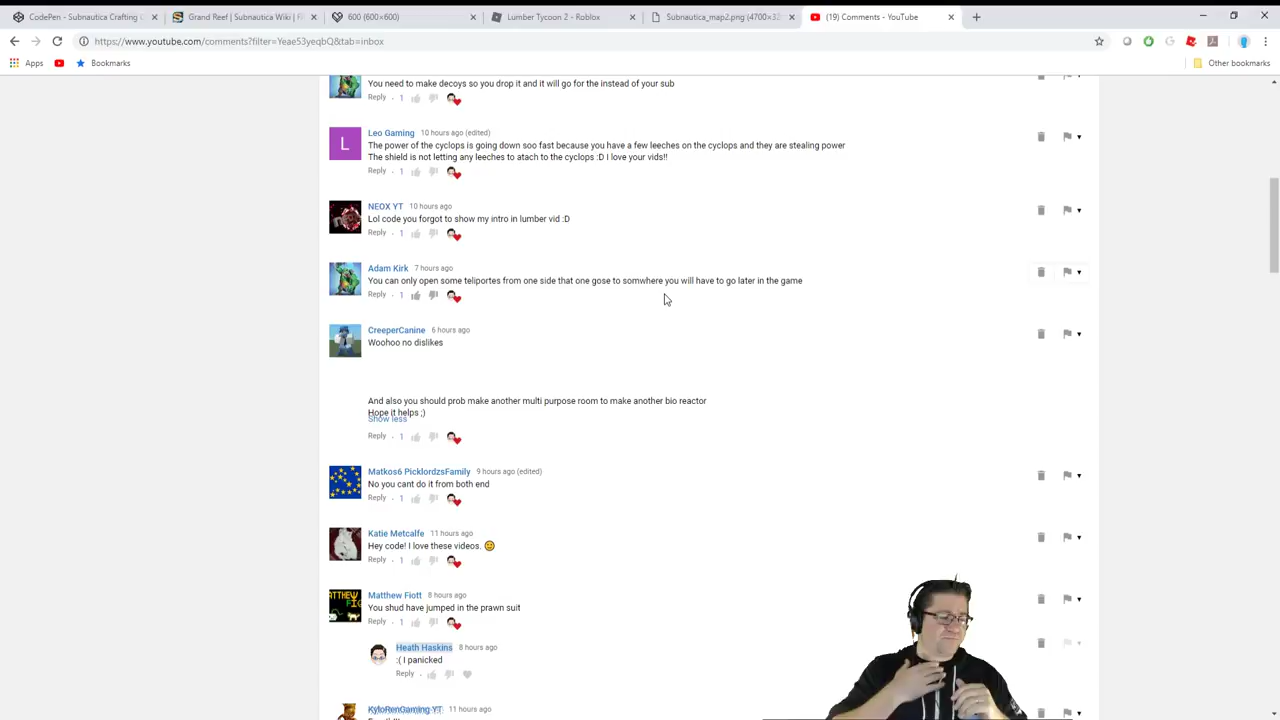 CodePen - Subnautica Crafting C
Grand Reef | Subnautica Wiki | F
600 (600×600)
Lumber Tycoon 2 - Roblox
Subnautica_map2.png (4700×32
(19) Comments - YouTube
https://www.youtube.com/comments?filter=Yeae53yeqbQ&tab=inbox
Apps
Bookmarks
Other bookmarks
You need to make decoys so you drop it and it will go for the instead of your sub
Reply . 1
L
Leo Gaming 10 hours ago (edited)
The power of the cyclops is going down soo fast because you have a few leeches on the cyclops and they are stealing power
The shield is not letting any leeches to atach to the cyclops :D I love your vids!!
Reply . 1
NEOX YT 10 hours ago
Lol code you forgot to show my intro in lumber vid :D
Reply . 1
Adam Kirk 7 hours ago
You can only open some teliportes from one side that one gose to somwhere you will have to go later in the game
Reply . 1
CreeperCanine 6 hours ago
Woohoo no dislikes
And also you should prob make another multi purpose room to make another bio reactor
Hope it helps ;)
Show less
Reply . 1
Matkos6 PicklordzsFamily 9 hours ago (edited)
No you cant do it from both end
Reply . 1
Katie Metcalfe 11 hours ago
Hey code! I love these videos. 🙂
Reply . 1
Matthew Fiott 8 hours ago
You shud have jumped in the prawn suit
Reply . 1
Heath Haskins 8 hours ago
:( I panicked
Reply .
KyloRenGaming-YT 11 hours ago